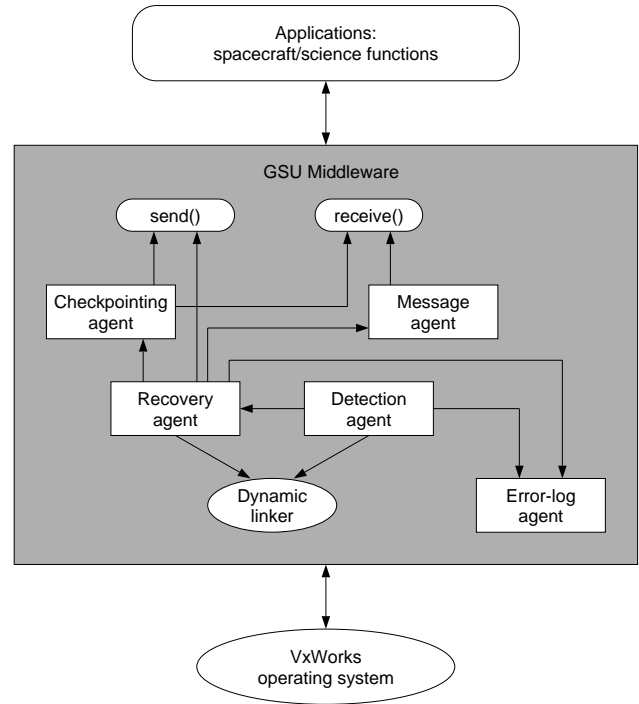 Applications:
spacecraft/science functions
GSU Middleware
send()
receive()
Checkpointing
agent
Message
agent
Recovery
agent
Detection
agent
Dynamic
linker
Error-log
agent
VxWorks
operating system